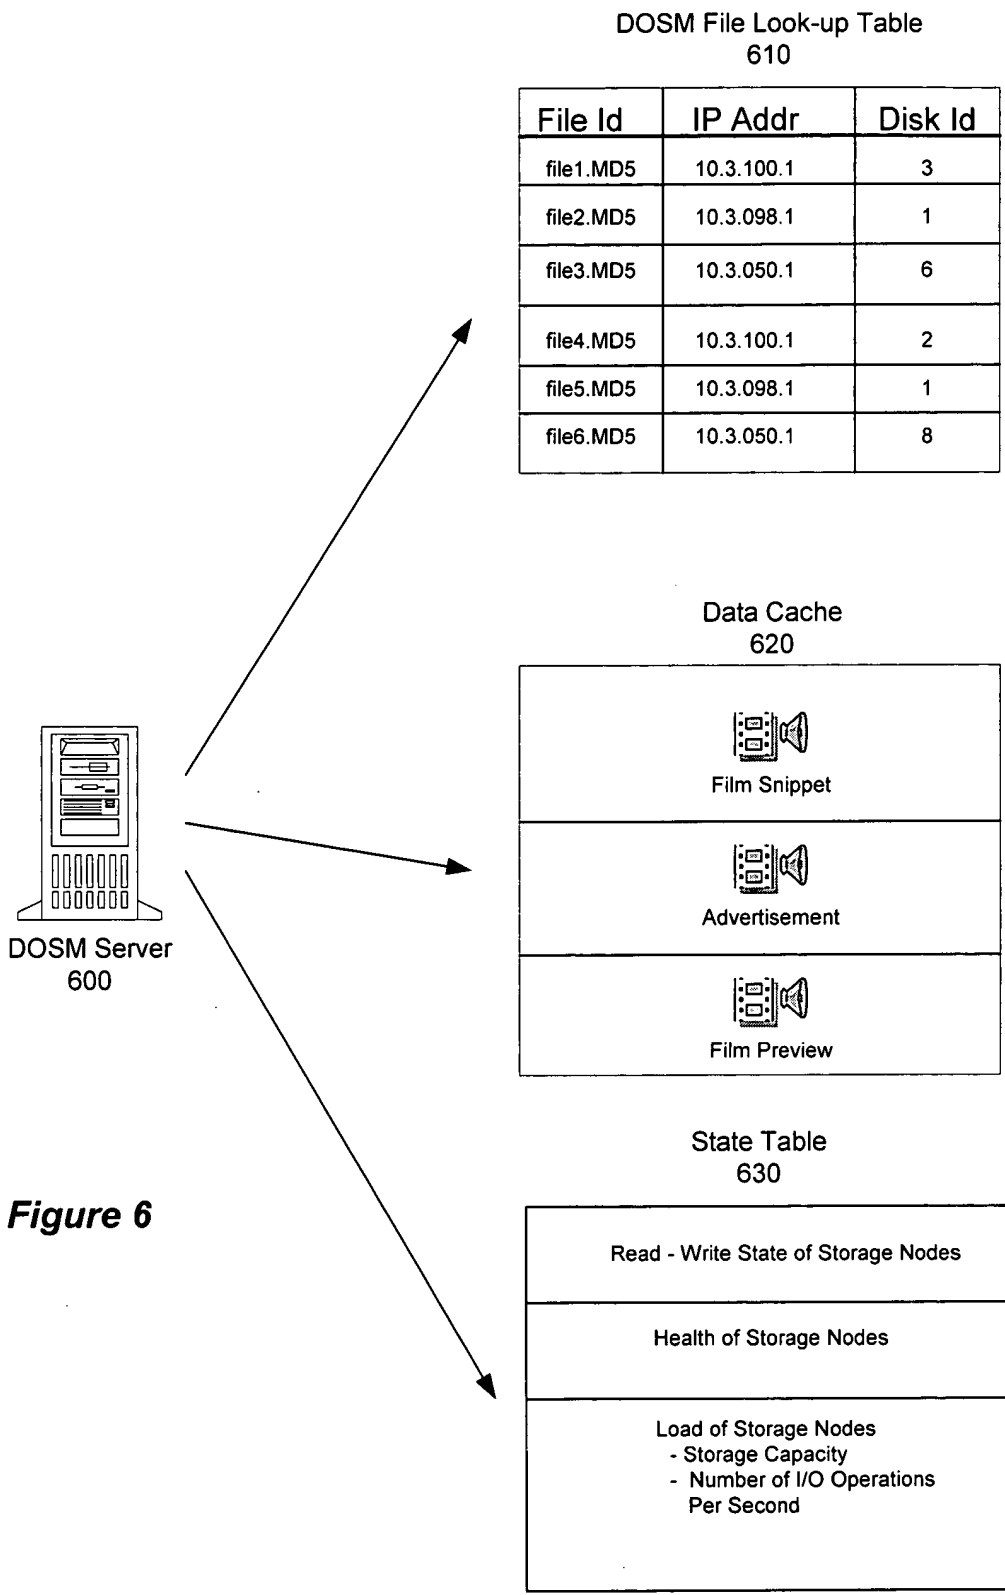 DOSM File Look-up Table
610
File Id IP Addr Disk Id
file1.MD5 10.3.100.1 3
file2.MD5 10.3.098.1 1
file3.MD5 10.3.050.1 6
file4.MD5 10.3.100.1 2
file5.MD5 10.3.098.1 1
file6.MD5 10.3.050.1 8
Data Cache
620
Film Snippet
Advertisement
Film Preview
DOSM Server
600
State Table
630
Read - Write State of Storage Nodes
Health of Storage Nodes
Load of Storage Nodes
- Storage Capacity
- Number of I/O Operations
Per Second
Figure 6